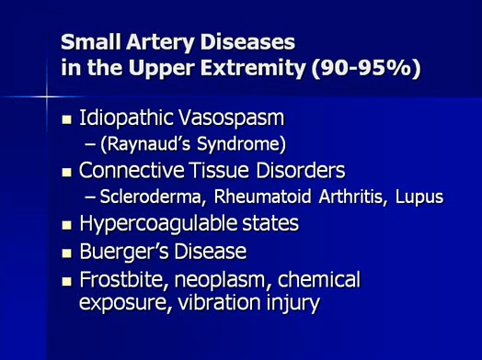 Small Artery Diseases
in the Upper Extremity (90-95%)
■ Idiopathic Vasospasm
– (Raynaud's Syndrome)
■ Connective Tissue Disorders
– Scleroderma, Rheumatoid Arthritis, Lupus
■ Hypercoagulable states
■ Buerger's Disease
■ Frostbite, neoplasm, chemical
exposure, vibration injury